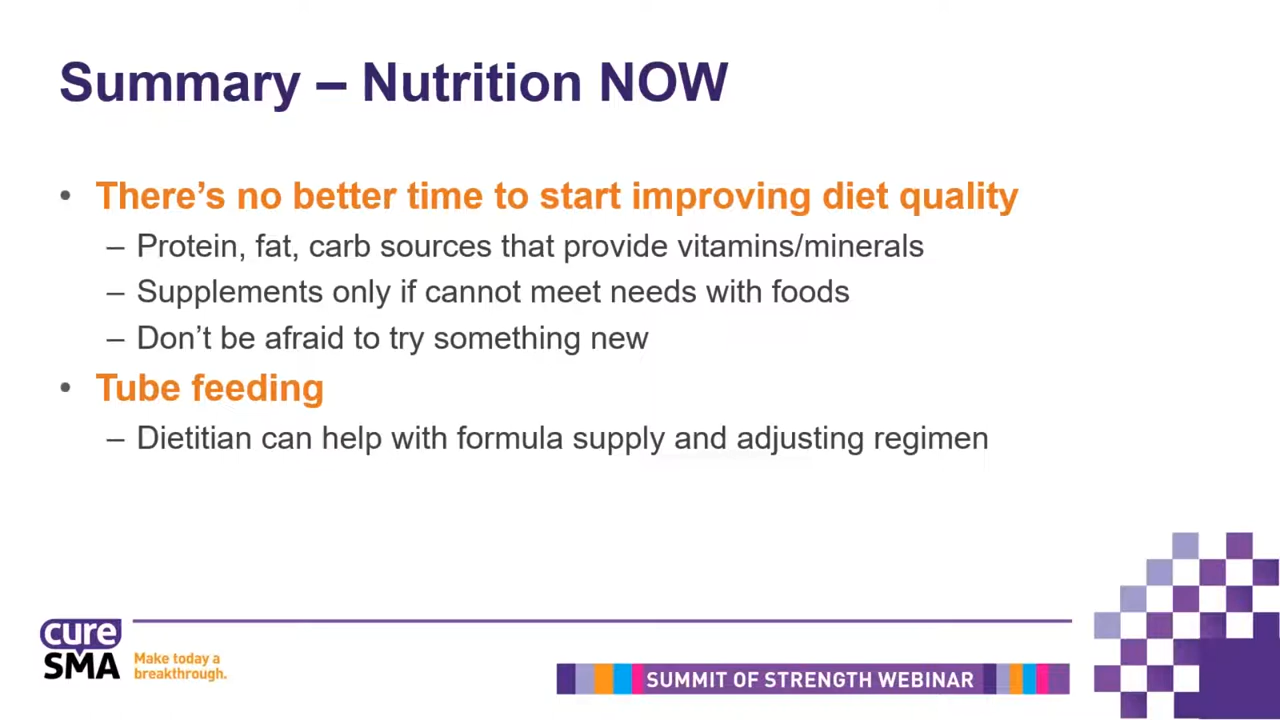 Summary – Nutrition NOW
• There’s no better time to start improving diet quality
– Protein, fat, carb sources that provide vitamins/minerals
– Supplements only if cannot meet needs with foods
– Don’t be afraid to try something new
• Tube feeding
– Dietitian can help with formula supply and adjusting regimen
cure
SMA
Make today a
breakthrough.
SUMMIT OF STRENGTH WEBINAR